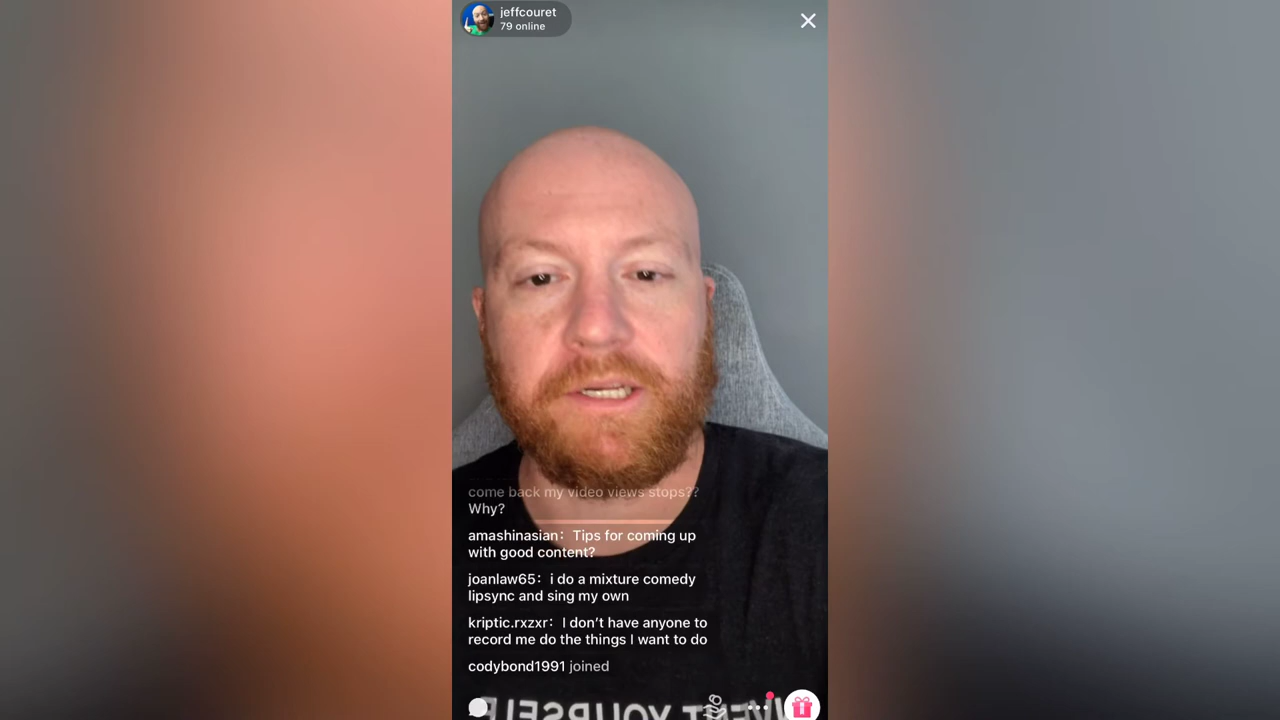 jeffcouret
79 online
come back my video views stops??
Why?
amashinasian: Tips for coming up
with good content?
joanlaw65: i do a mixture comedy
lipsync and sing my own
kriptic.rxzxr: I don't have anyone to
record me do the things I want to do
codybond1991 joined
VENT YOURSELF